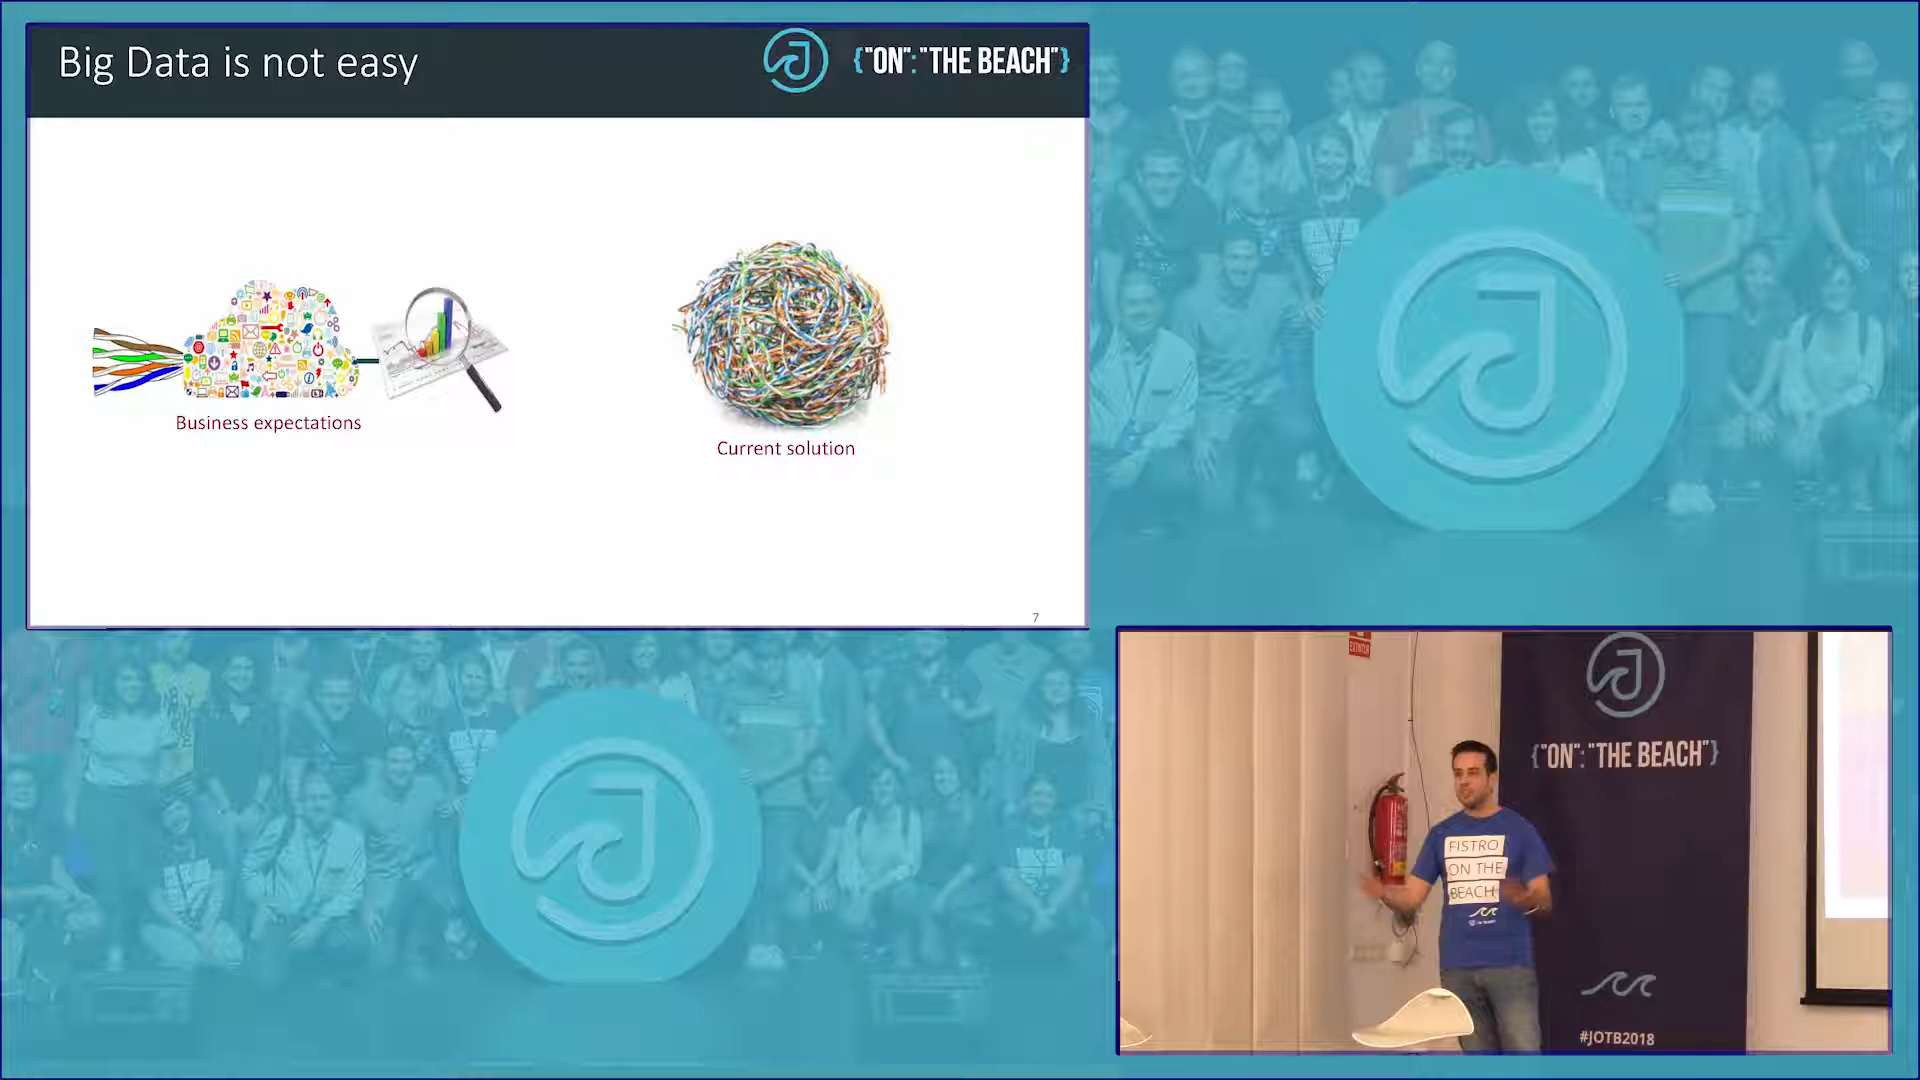 Big Data is not easy
{"ON":"THE BEACH"}
Business expectations
Current solution
7
EXTINTOR
{"ON":"THE BEACH"}
FISTRO
ON THE
BEACH
#JOTB2018